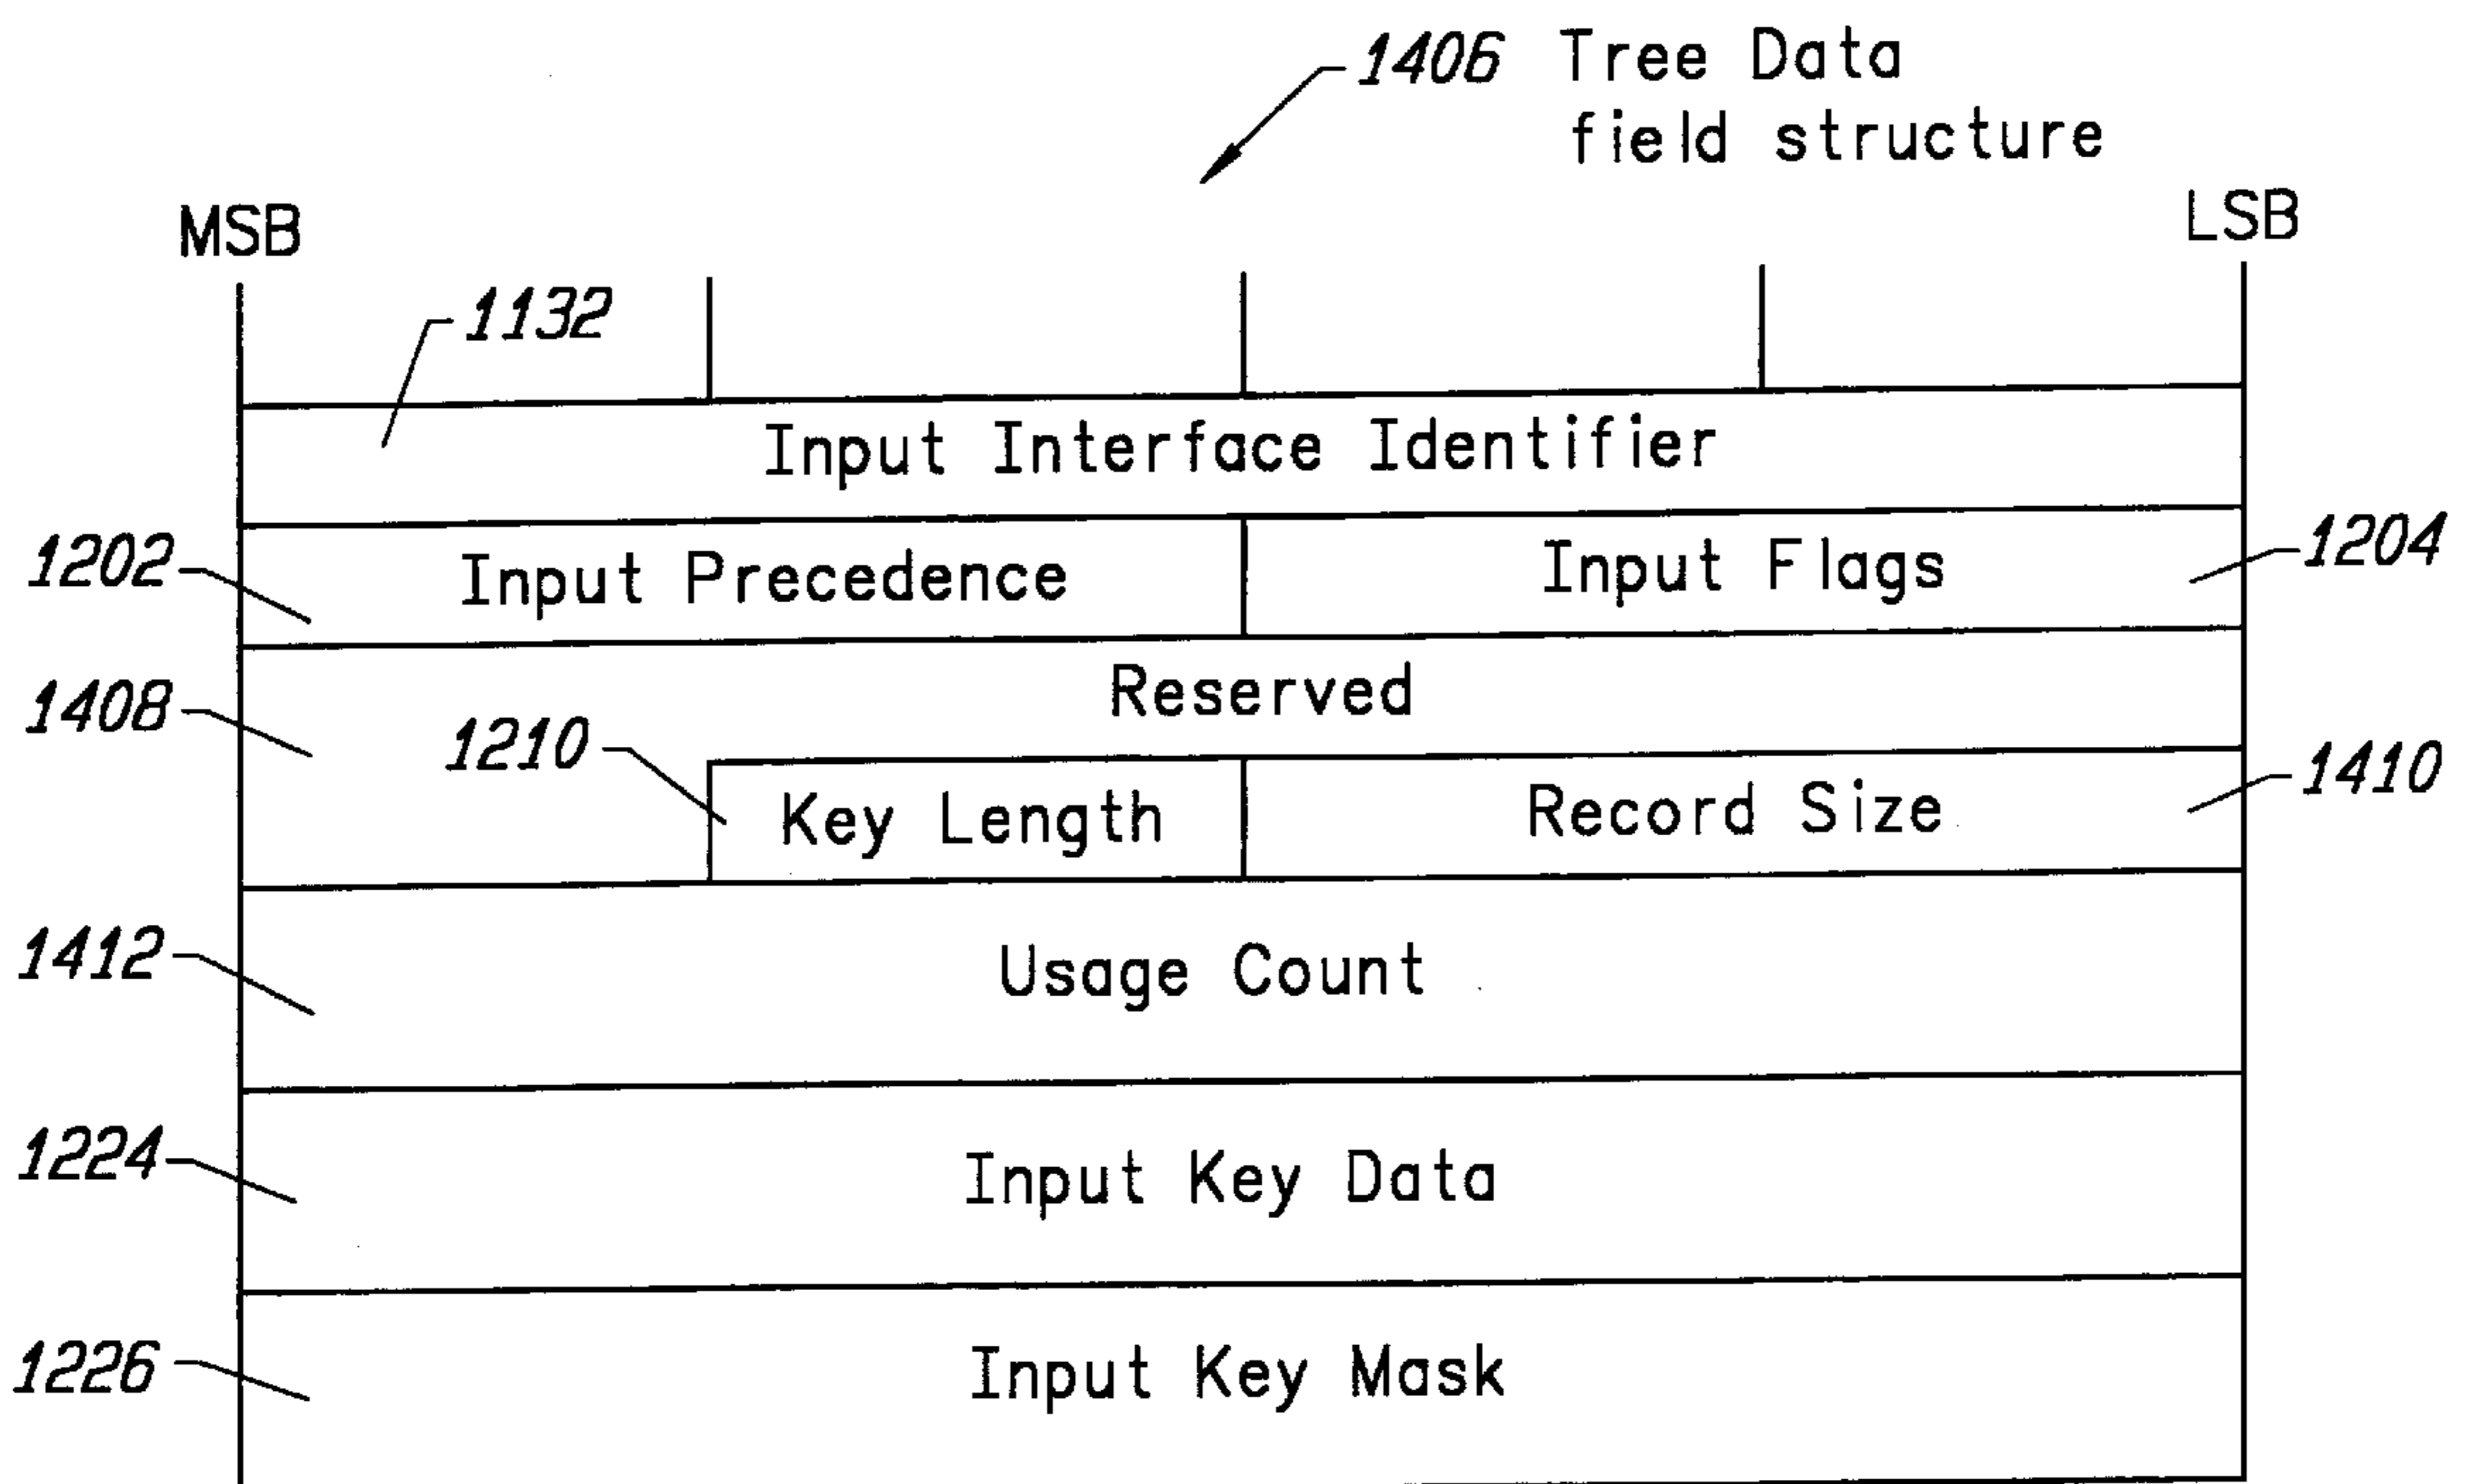 1406 Tree Data
field structure
MSB
LSB
1132
Input Interface Identifier
1202
Input Precedence
Input Flags
1204
Reserved
1408
1210
Key Length
Record Size
1410
1412
Usage Count
1224
Input Key Data
1226
Input Key Mask